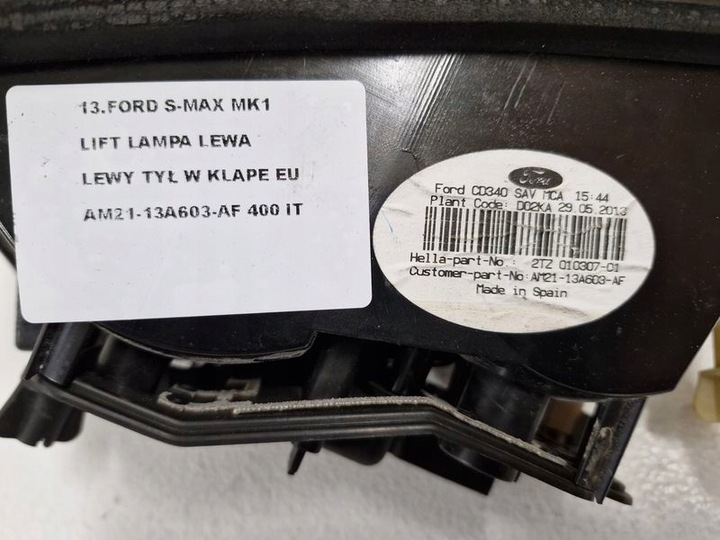 13.FORD S-MAX MK1
LIFT LAMPA LEWA
LEWY TYŁ W KLAPE EU
AM21-13A603-AF 400 IT
Ford
Ford CD340 SAV MCA 15:44
Plant Code: D02KA 29.05.2013
Hella-part-No.: 2TZ 010307-01
Customer-part-No: AM21-13A603-AF
Made in Spain